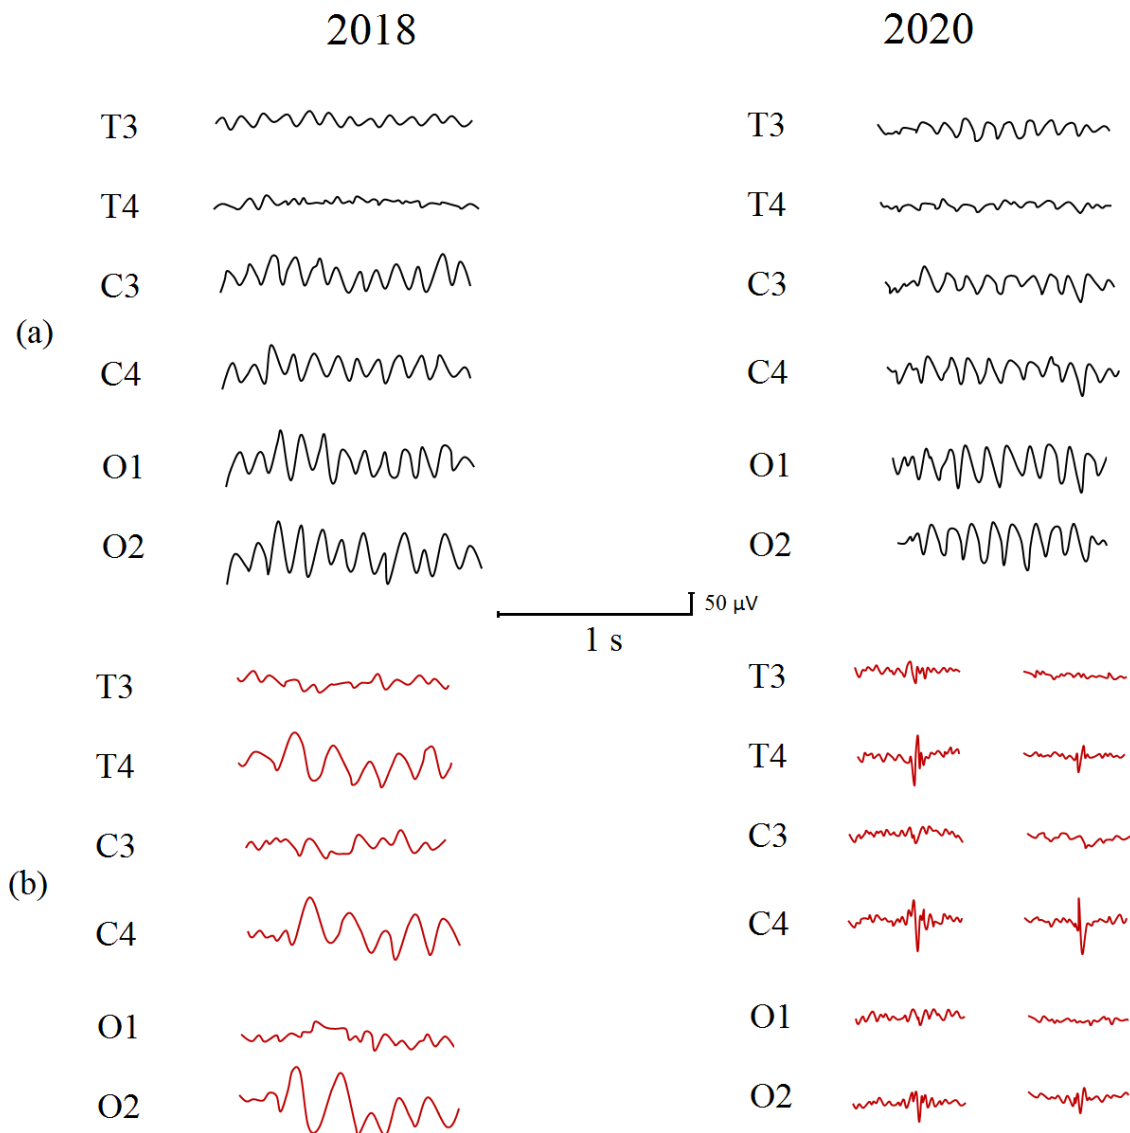 2018 2020
T3 T3
T4 T4
C3 C3
(a)
C4 C4
O1 O1
O2 O2
50 μV
1 s
T3 T3
T4 T4
C3 C3
(b)
C4 C4
O1 O1
O2 O2